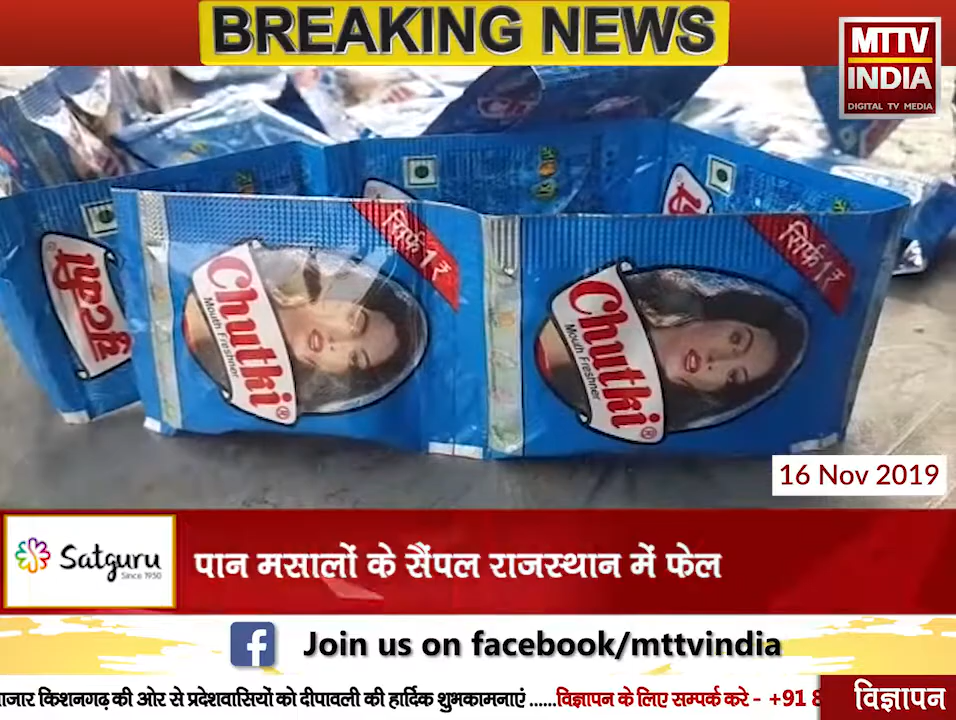 BREAKING NEWS
MTTV
INDIA
DIGITAL TV MEDIA
सिर्फ 1 ₹
सिर्फ 1 ₹
Chutki®
Mouth Freshner
Chutki®
Mouth Freshner
चुटकी
16 Nov 2019
Satguru
Since 1950
पान मसालों के सैंपल राजस्थान में फेल
f
Join us on facebook/mttvindia
किशनगढ़ की ओर से प्रदेशवासियों को दीपावली की हार्दिक शुभकामनाएं ......विज्ञापन के लिए सम्पर्क करे - +91
विज्ञापन